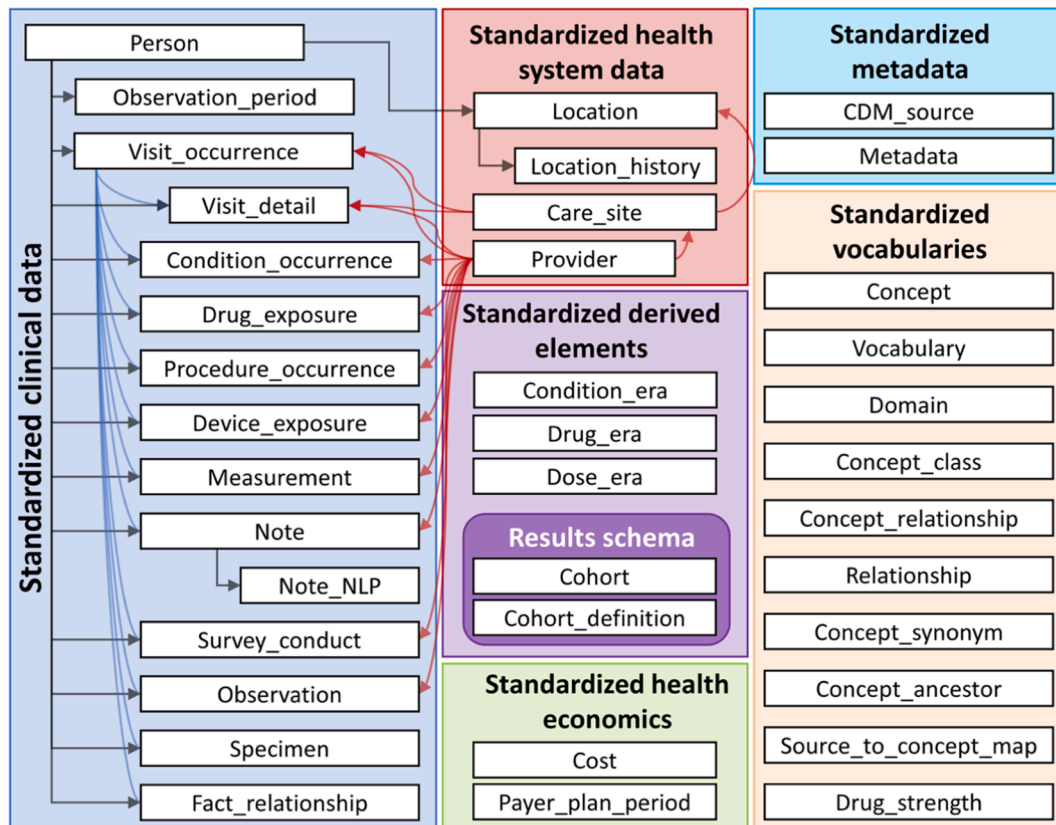 Standardized clinical data
Person
Observation_period
Visit_occurrence
Visit_detail
Condition_occurrence
Drug_exposure
Procedure_occurrence
Device_exposure
Measurement
Note
Note_NLP
Survey_conduct
Observation
Specimen
Fact_relationship
Standardized health
system data
Location
Location_history
Care_site
Provider
Standardized derived
elements
Condition_era
Drug_era
Dose_era
Results schema
Cohort
Cohort_definition
Standardized health
economics
Cost
Payer_plan_period
Standardized
metadata
CDM_source
Metadata
Standardized
vocabularies
Concept
Vocabulary
Domain
Concept_class
Concept_relationship
Relationship
Concept_synonym
Concept_ancestor
Source_to_concept_map
Drug_strength